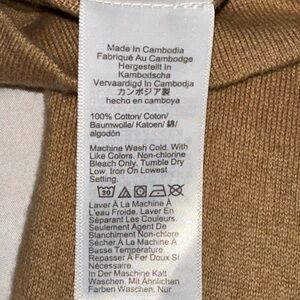 Made In Cambodia
Fabriqué Au Cambodge
Hergestellt In
Kambodscha
Vervaardigd In Cambodja
カンボジア製
hecho en camboya
100% Cotton/ Coton/
Baumwolle/ Katoen/ 綿/
algodón
Machine Wash Cold. With
Like Colors. Non-chlorine
Bleach Only. Tumble Dry
Low. Iron On Lowest
Setting.
30
Laver À La Machine À
L'eau Froide. Laver En
Séparant Les Couleurs.
Seulement Agent De
Blanchiment Non-chlore.
Sécher À La Machine À
Basse Temperature.
Repasser À Fer Doux Si
Nécessaire.
In Der Maschine Kalt
Waschen. Mit Ähnlichen
Farben Waschen. Nur